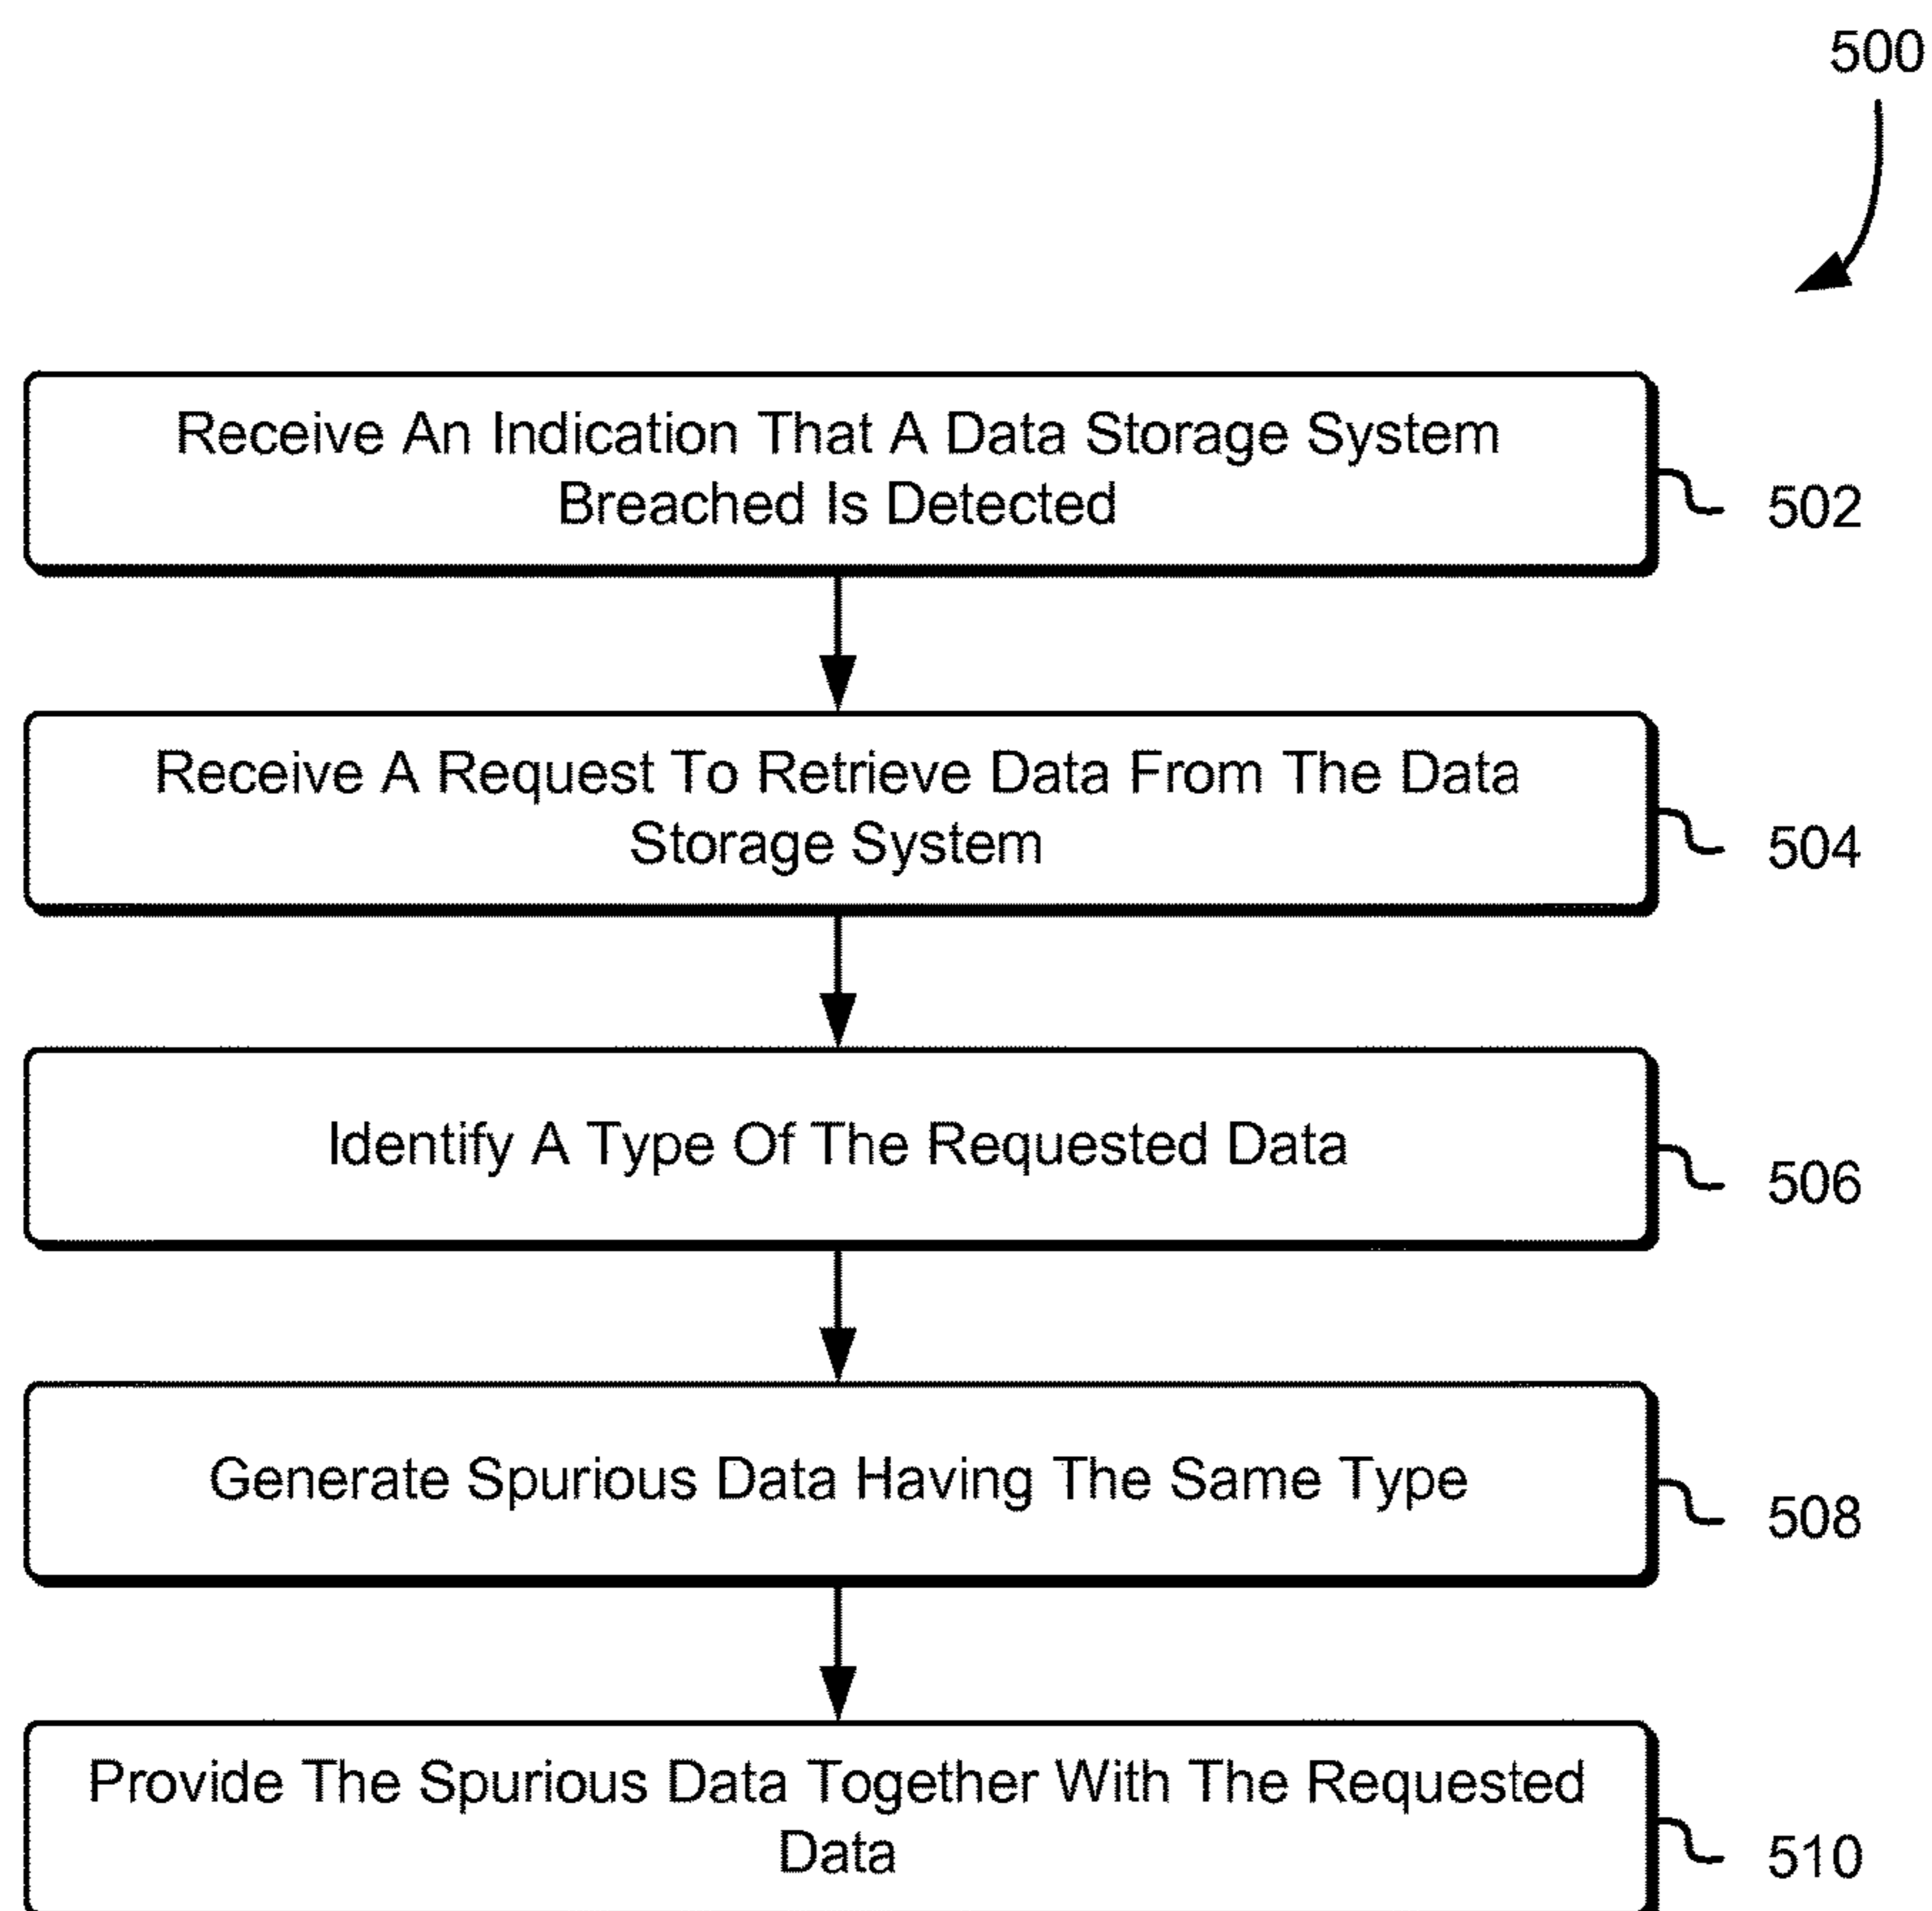 500
Receive An Indication That A Data Storage System
Breached Is Detected
502
Receive A Request To Retrieve Data From The Data
Storage System
504
Identify A Type Of The Requested Data
506
Generate Spurious Data Having The Same Type
508
Provide The Spurious Data Together With The Requested
Data
510